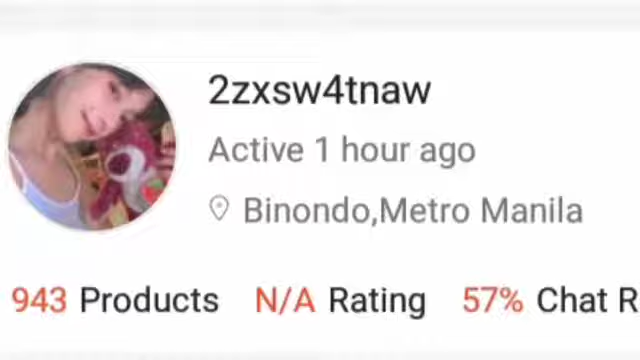 2zxsw4tnaw
Active 1 hour ago
Binondo,Metro Manila
943 Products N/A Rating 57% Chat R